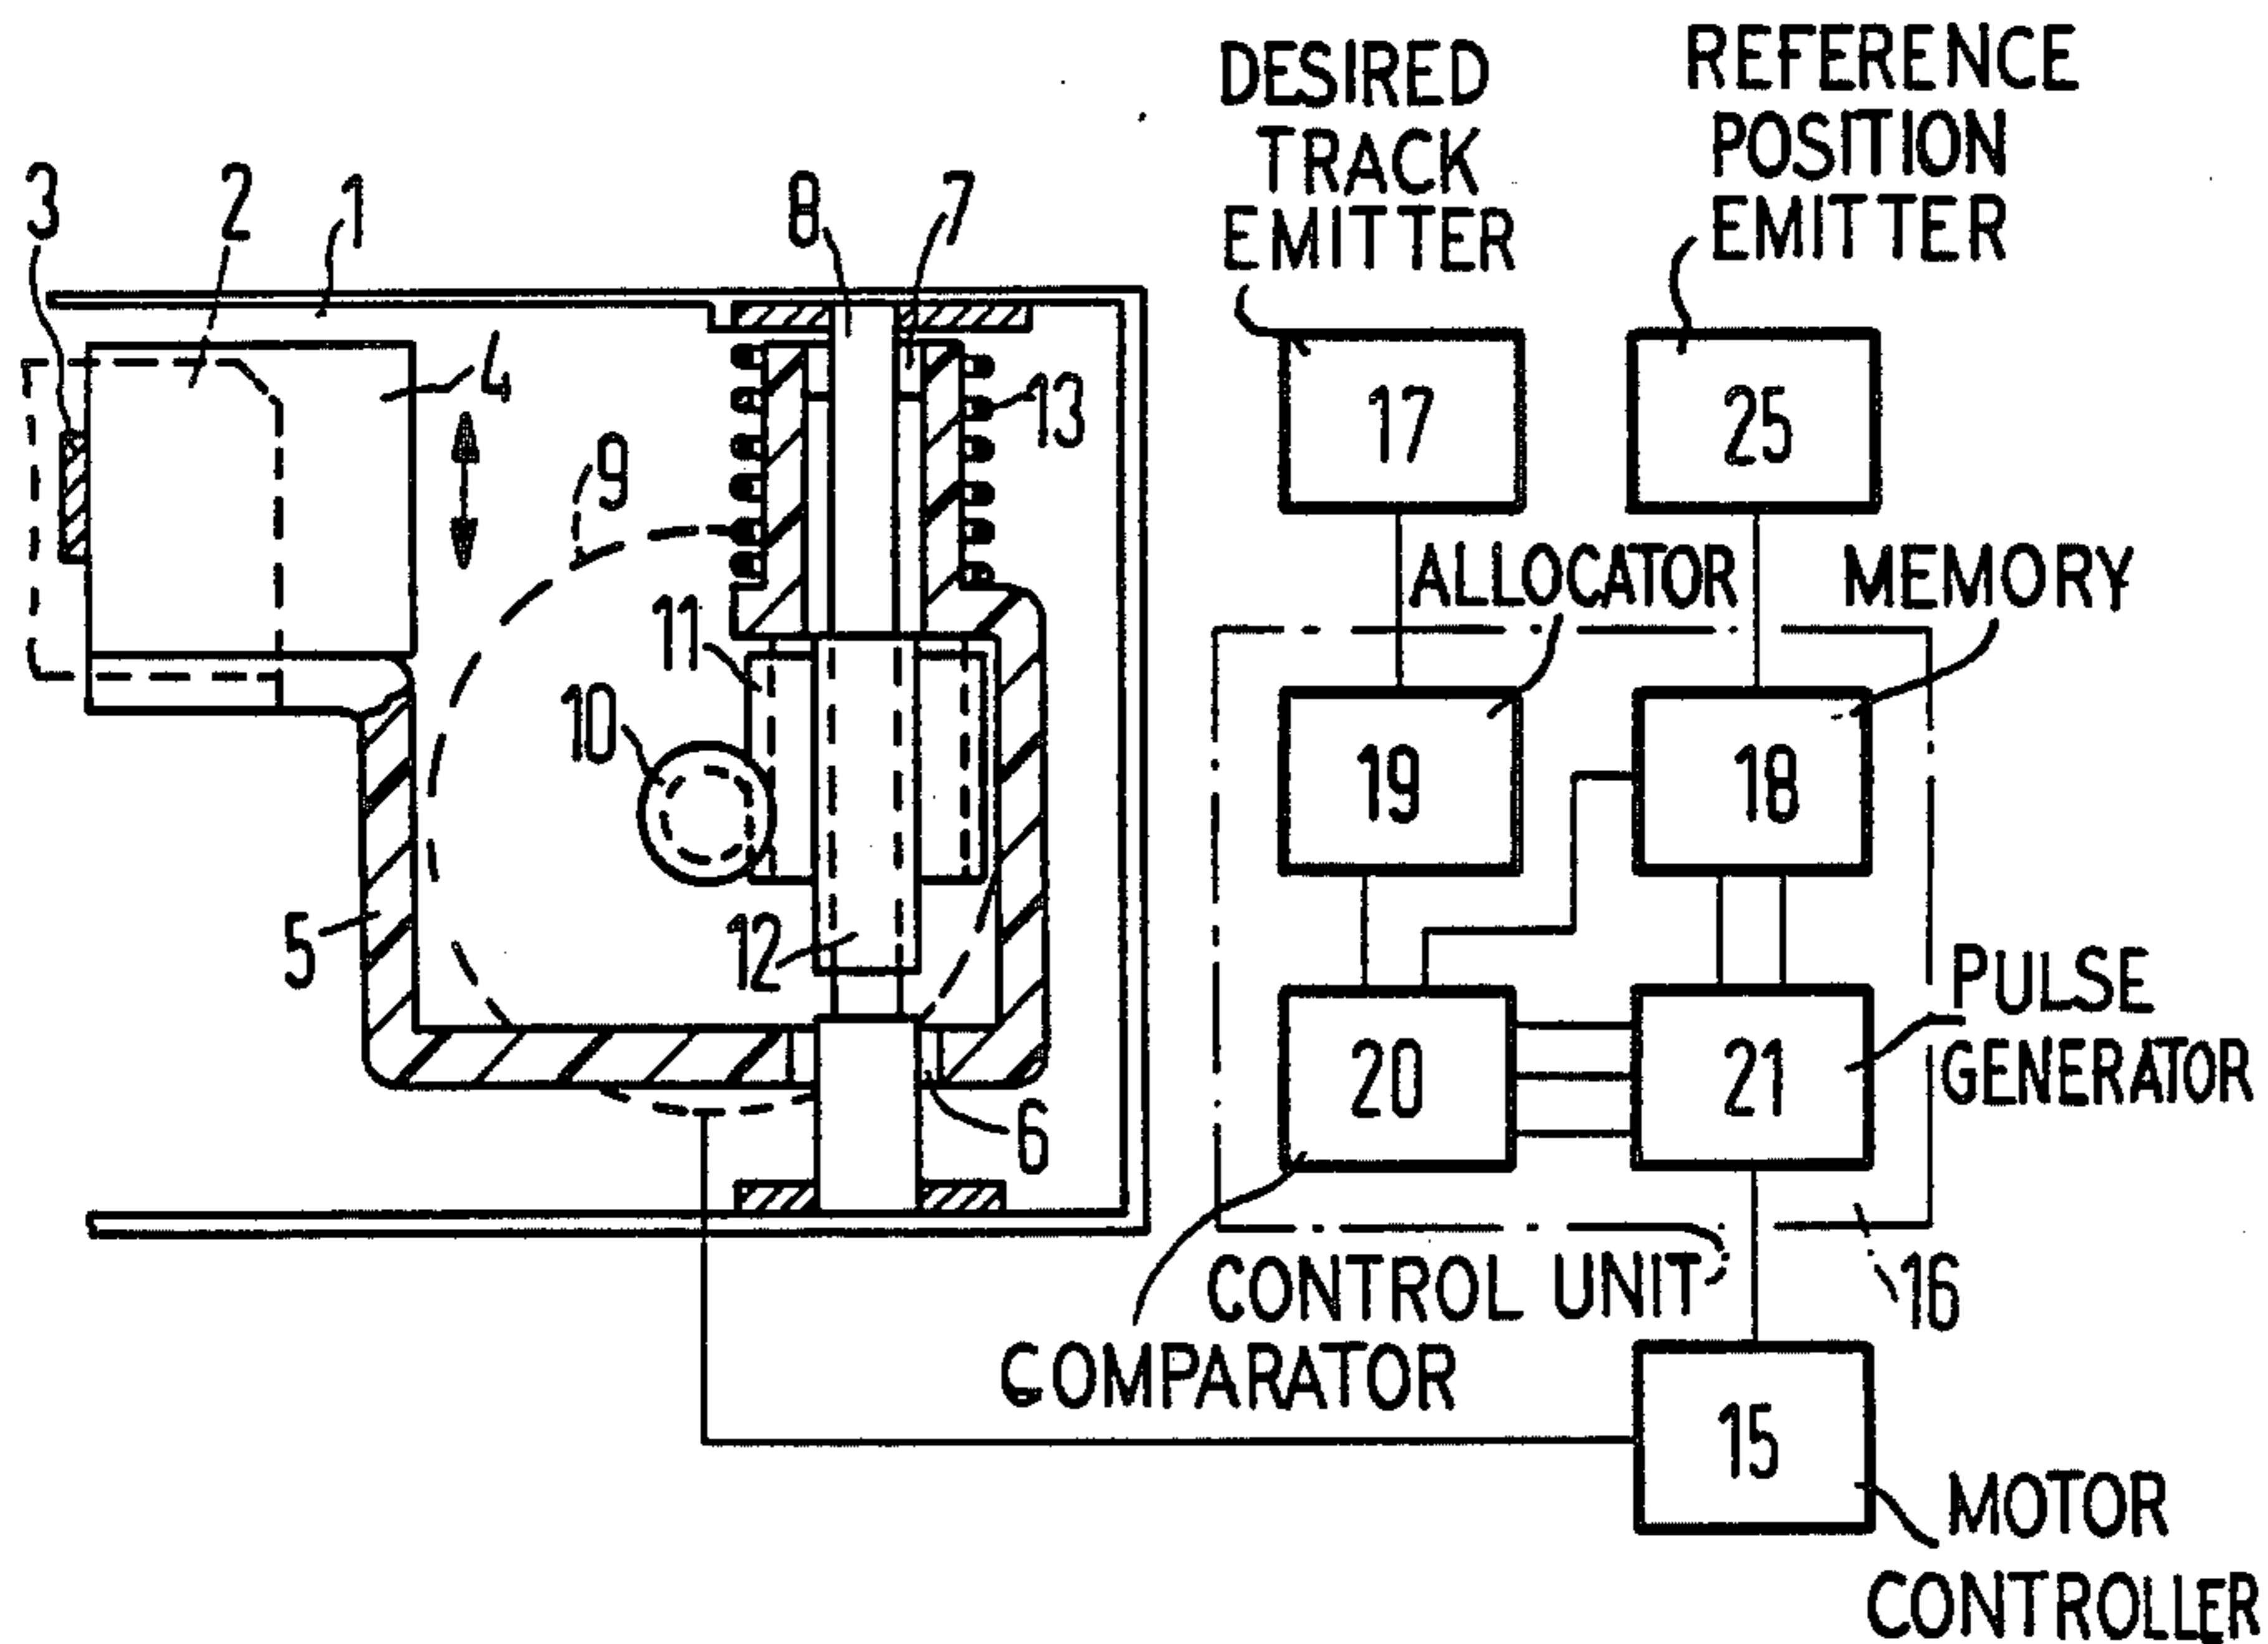 DESIRED
TRACK
EMITTER
REFERENCE
POSITION
EMITTER
3
2
1
8
7
4
13
9
17
25
ALLOCATOR
MEMORY
11
10
19
18
5
12
PULSE
GENERATOR
20
21
6
CONTROL UNIT
16
COMPARATOR
15
MOTOR
CONTROLLER